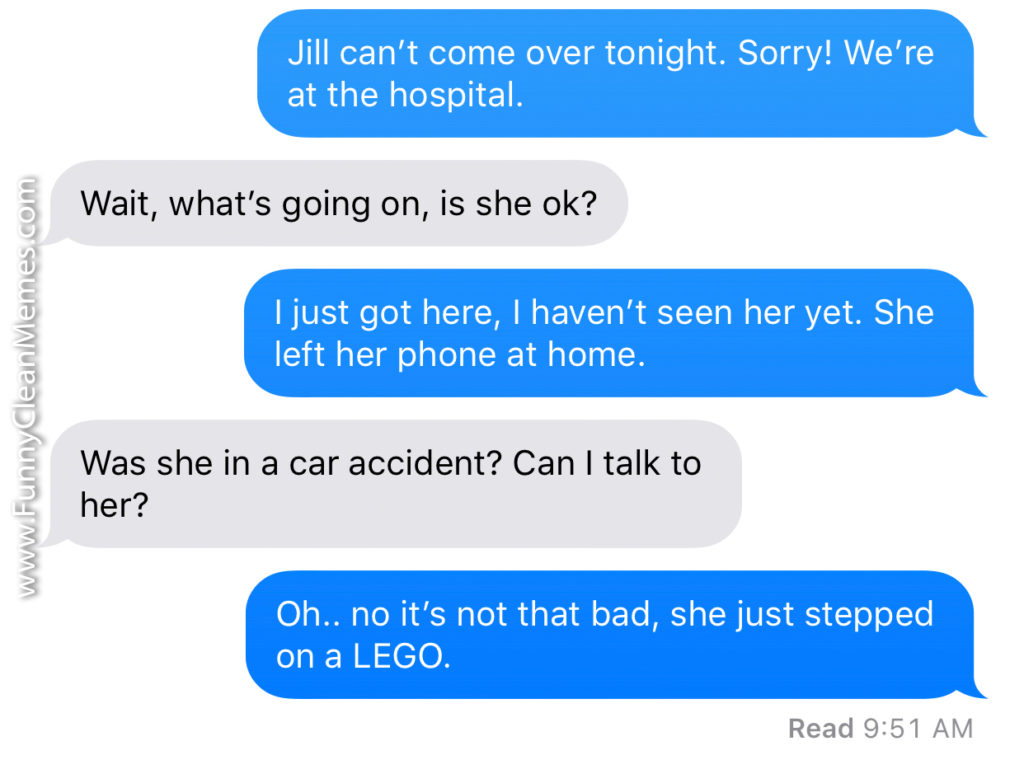 Jill can’t come over tonight. Sorry! We’re
at the hospital.
Wait, what’s going on, is she ok?
I just got here, I haven’t seen her yet. She
left her phone at home.
Was she in a car accident? Can I talk to
her?
Oh.. no it’s not that bad, she just stepped
on a LEGO.
Read 9:51 AM
www.FunnyCleanMemes.com